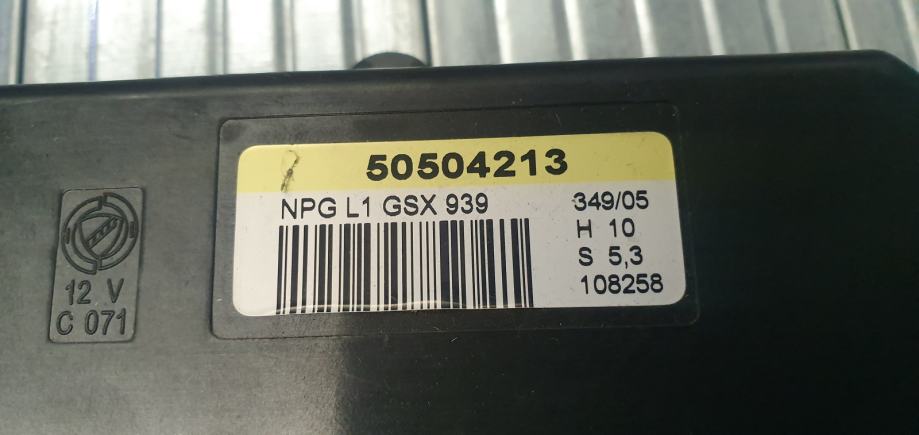 50504213
NPG L1 GSX 939
349/05
H 10
S 5,3
108258
12 V
C 071